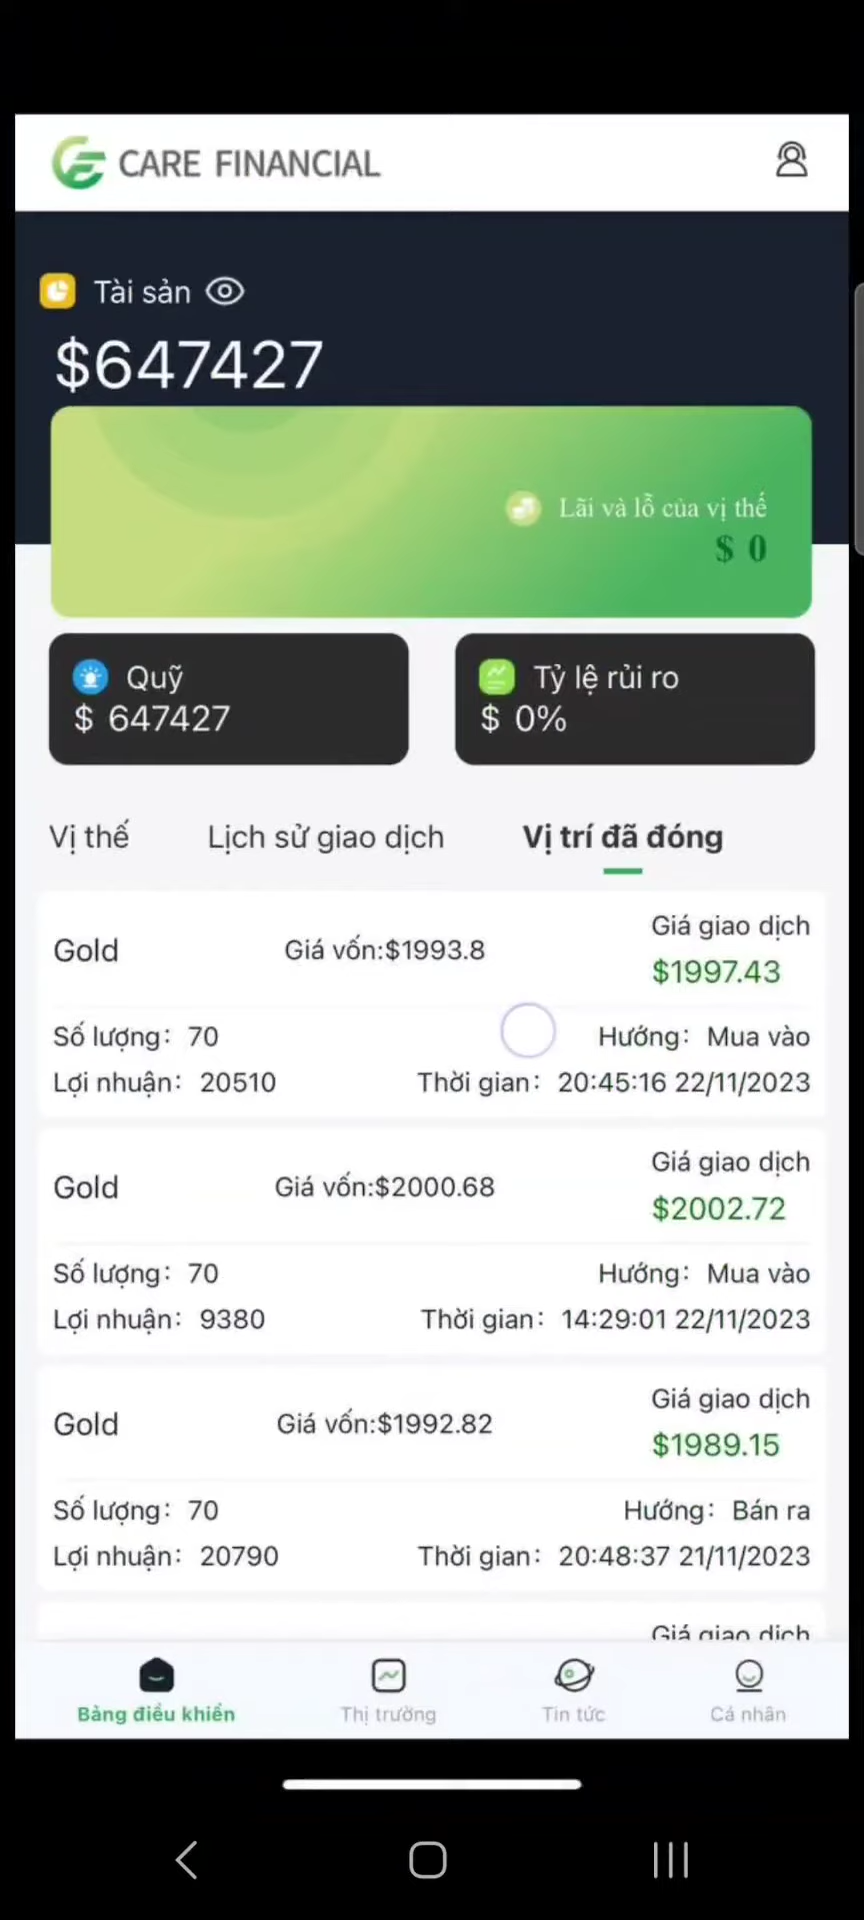 CARE FINANCIAL
Tài sản
$647427
Lãi và lỗ của vị thế
$ 0
Quỹ
$ 647427
Tỷ lệ rủi ro
$ 0%
Vị thế
Lịch sử giao dịch
Vị trí đã đóng
Gold
Giá vốn:$1993.8
Giá giao dịch
$1997.43
Số lượng: 70
Hướng: Mua vào
Lợi nhuận: 20510
Thời gian: 20:45:16 22/11/2023
Gold
Giá vốn:$2000.68
Giá giao dịch
$2002.72
Số lượng: 70
Hướng: Mua vào
Lợi nhuận: 9380
Thời gian: 14:29:01 22/11/2023
Gold
Giá vốn:$1992.82
Giá giao dịch
$1989.15
Số lượng: 70
Hướng: Bán ra
Lợi nhuận: 20790
Thời gian: 20:48:37 21/11/2023
Giá giao dịch
Bảng điều khiển
Thị trường
Tin tức
Cá nhân